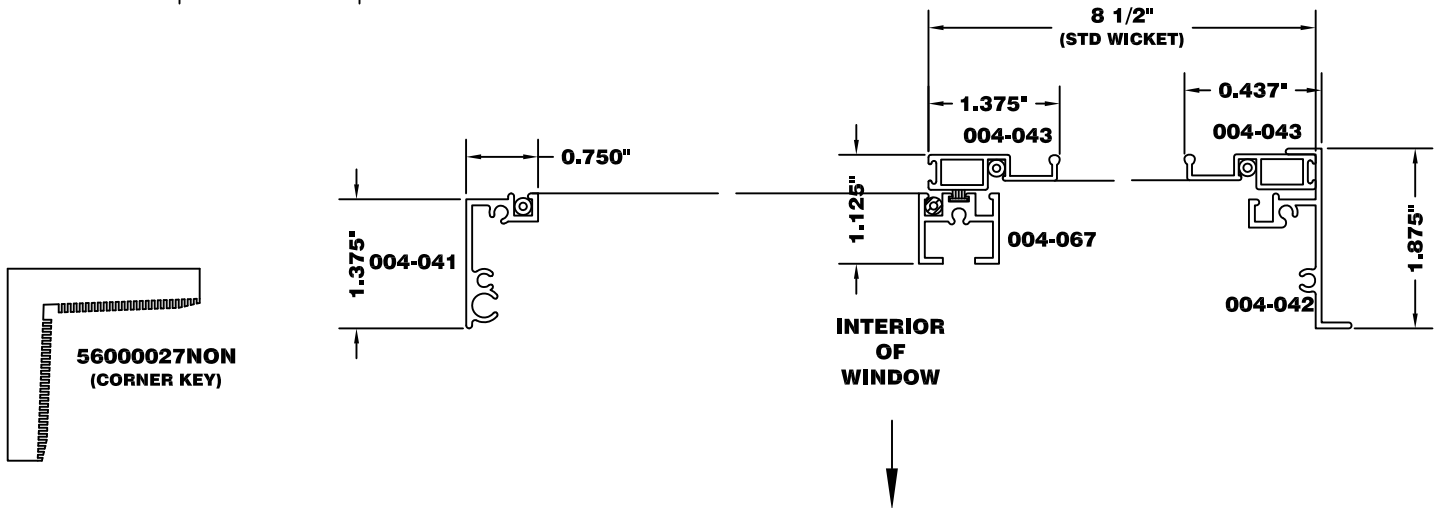 8 1/2"
(STD WICKET)
1.375"
0.437"
004-043
004-043
0.750"
1.125"
1.375"
004-041
004-067
1.875"
004-042
56000027NON
(CORNER KEY)
INTERIOR
OF
WINDOW